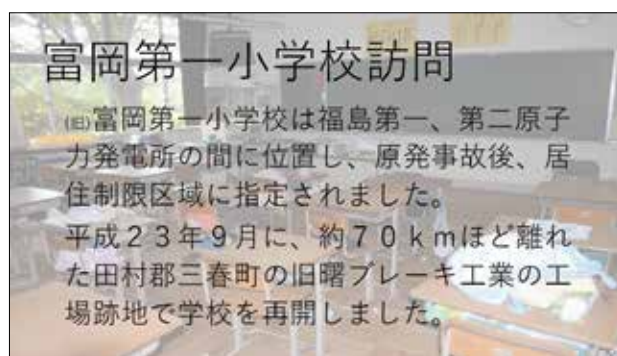 富岡第一小学校訪問
㈲富岡第一小学校は福島第一、第二原子
力発電所の間に位置し、原発事故後、居
住制限区域に指定されました。
平成２３年９月に、約７０ｋｍほど離れ
た田村郡三春町の旧曙ブレーキ工業の工
場跡地で学校を再開しました。